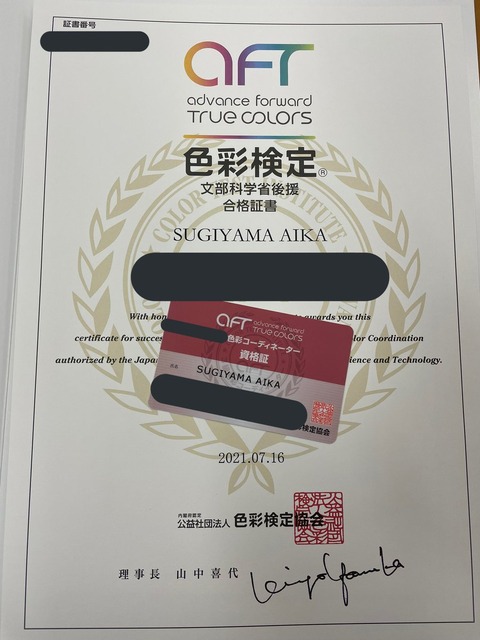 証書番号
aFT
advance forward
True colors
色彩検定®
文部科学省後援
合格証書
SUGIYAMA AIKA
With hon awards you this
certificate for succes lor Coordination
authorized by the Japa ience and Technology.
aFT advance forward True colors
色彩コーディネーター
資格証
氏名
SUGIYAMA AIKA
検定協会
2021.07.16
内閣府認定
公益社団法人 色彩検定協会
理事長 山中喜代